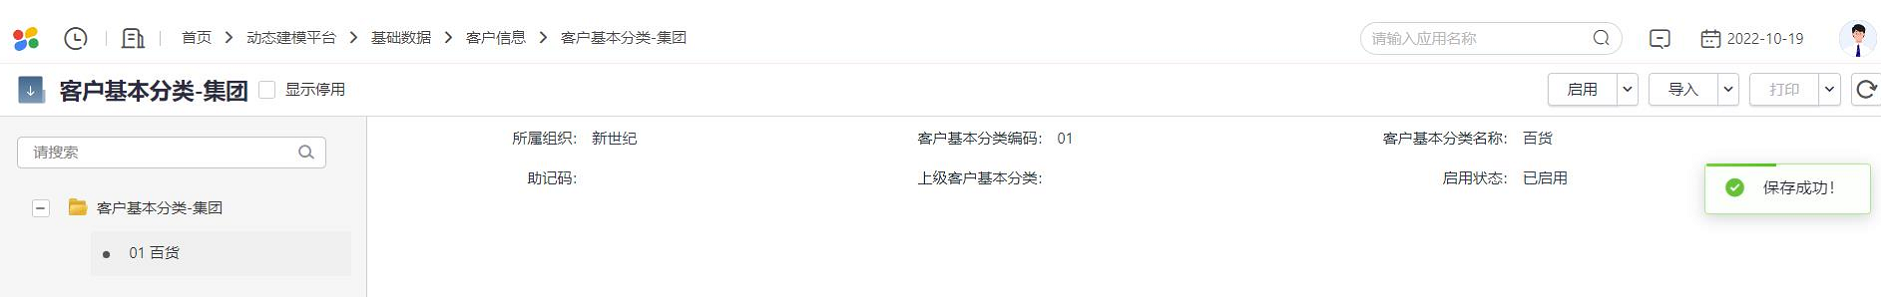 首页 > 动态建模平台 > 基础数据 > 客户信息 > 客户基本分类-集团 请输入应用名称 2022-10-19
客户基本分类-集团 显示停用 启用 导入 打印
请搜索
客户基本分类-集团
01 百货
所属组织: 新世纪 客户基本分类编码: 01 客户基本分类名称: 百货
助记码: 上级客户基本分类: 启用状态: 已启用
保存成功!